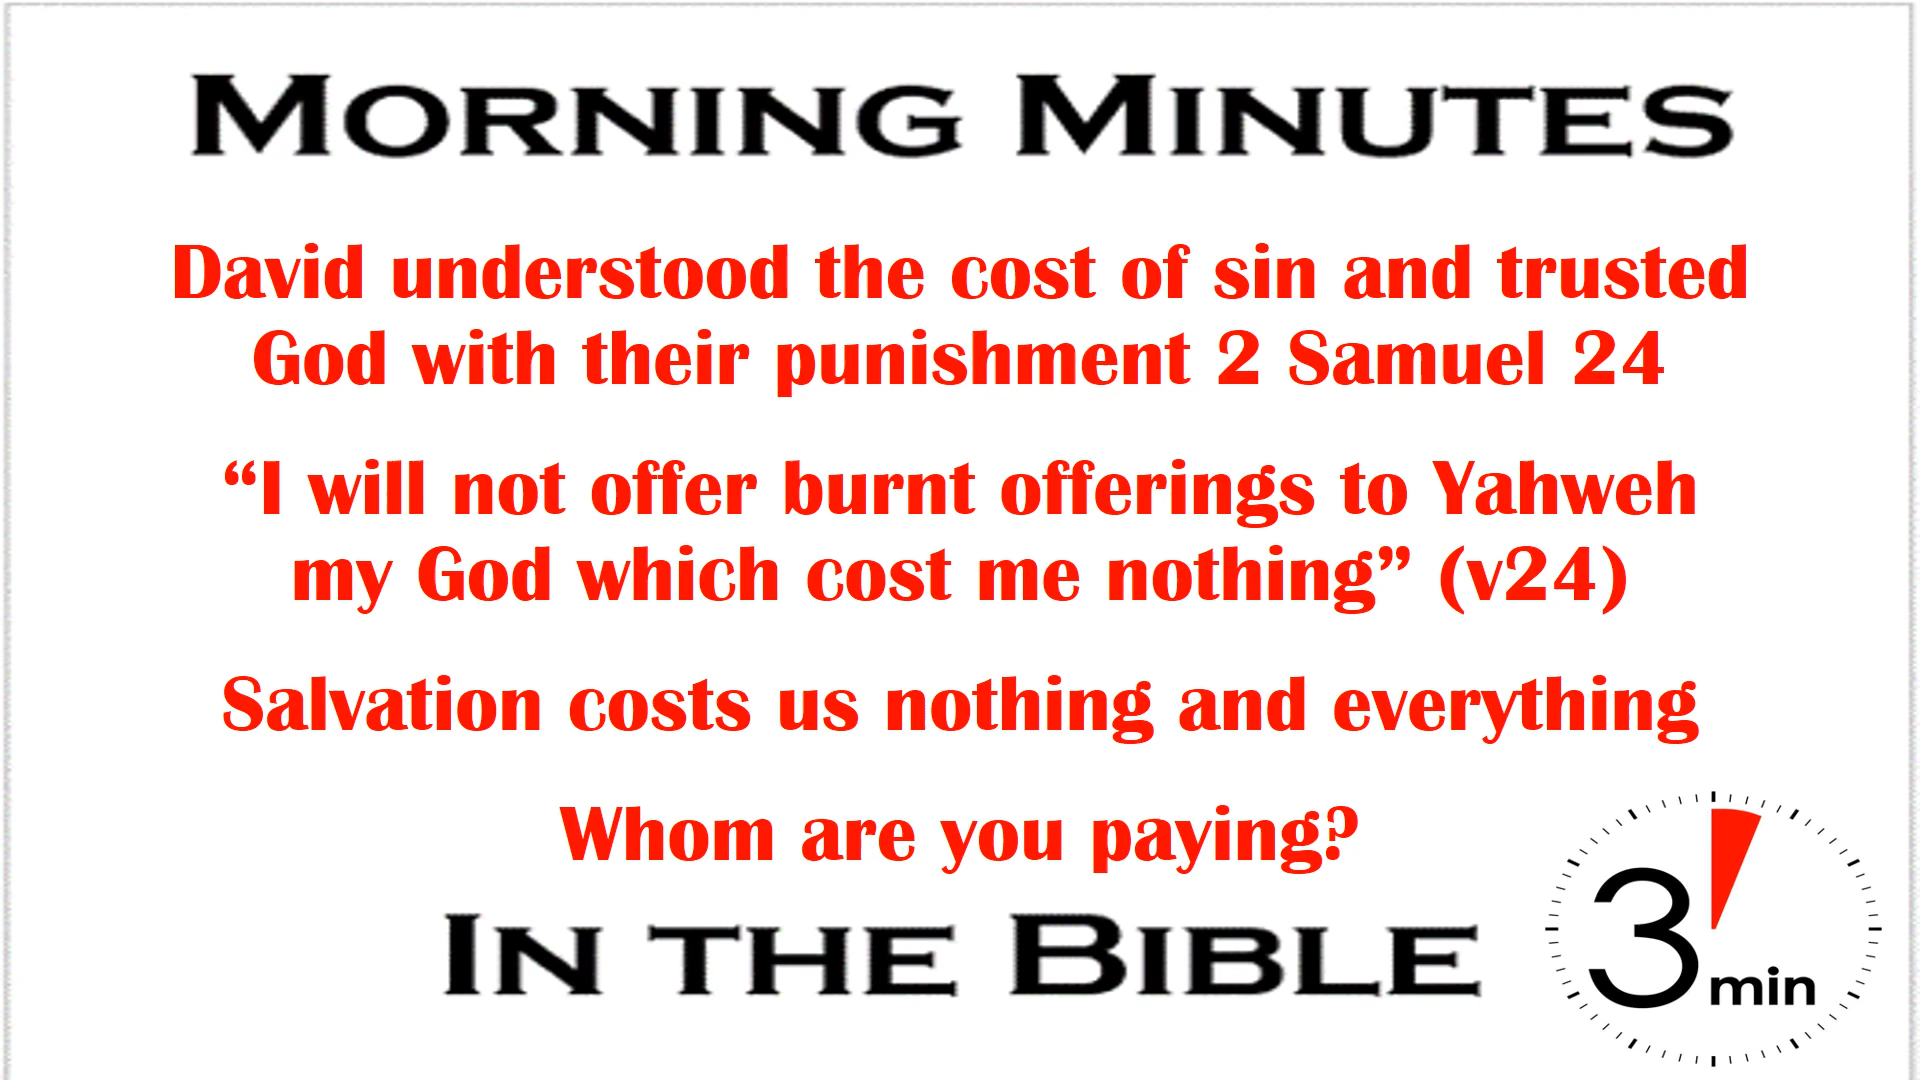 MORNING MINUTES
David understood the cost of sin and trusted
God with their punishment 2 Samuel 24
“I will not offer burnt offerings to Yahweh
my God which cost me nothing” (v24)
Salvation costs us nothing and everything
Whom are you paying?
IN THE BIBLE
3 min